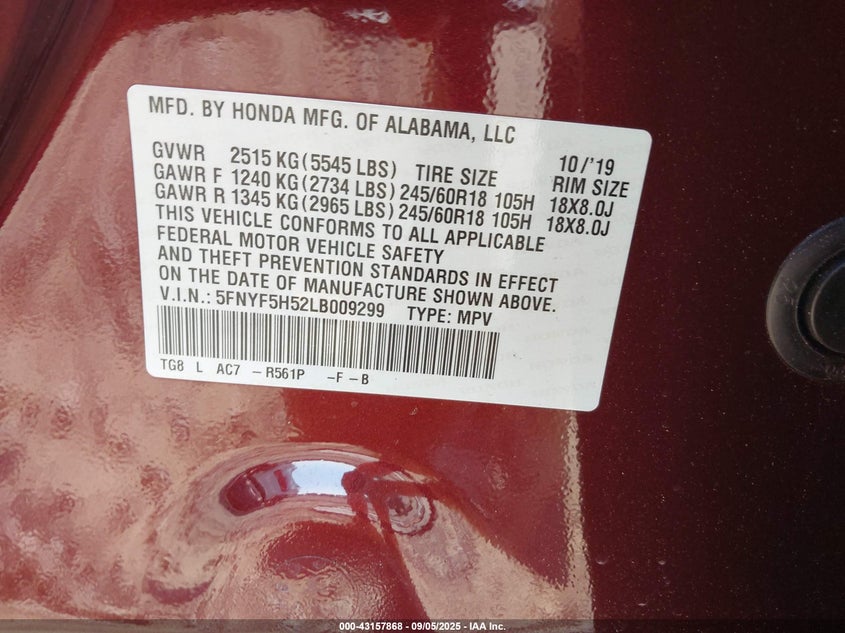 MFD. BY HONDA MFG. OF ALABAMA, LLC
GVWR 2515 KG (5545 LBS) TIRE SIZE 10/'19 RIM SIZE
GAWR F 1240 KG (2734 LBS) 245/60R18 105H 18X8.0J
GAWR R 1345 KG (2965 LBS) 245/60R18 105H 18X8.0J
THIS VEHICLE CONFORMS TO ALL APPLICABLE
FEDERAL MOTOR VEHICLE SAFETY
AND THEFT PREVENTION STANDARDS IN EFFECT
ON THE DATE OF MANUFACTURE SHOWN ABOVE.
V.I.N.: 5FNYF5H52LB009299 TYPE: MPV
TG8 L AC7 - R561P - F - B
000-43157868 - 09/05/2025 - IAA Inc.